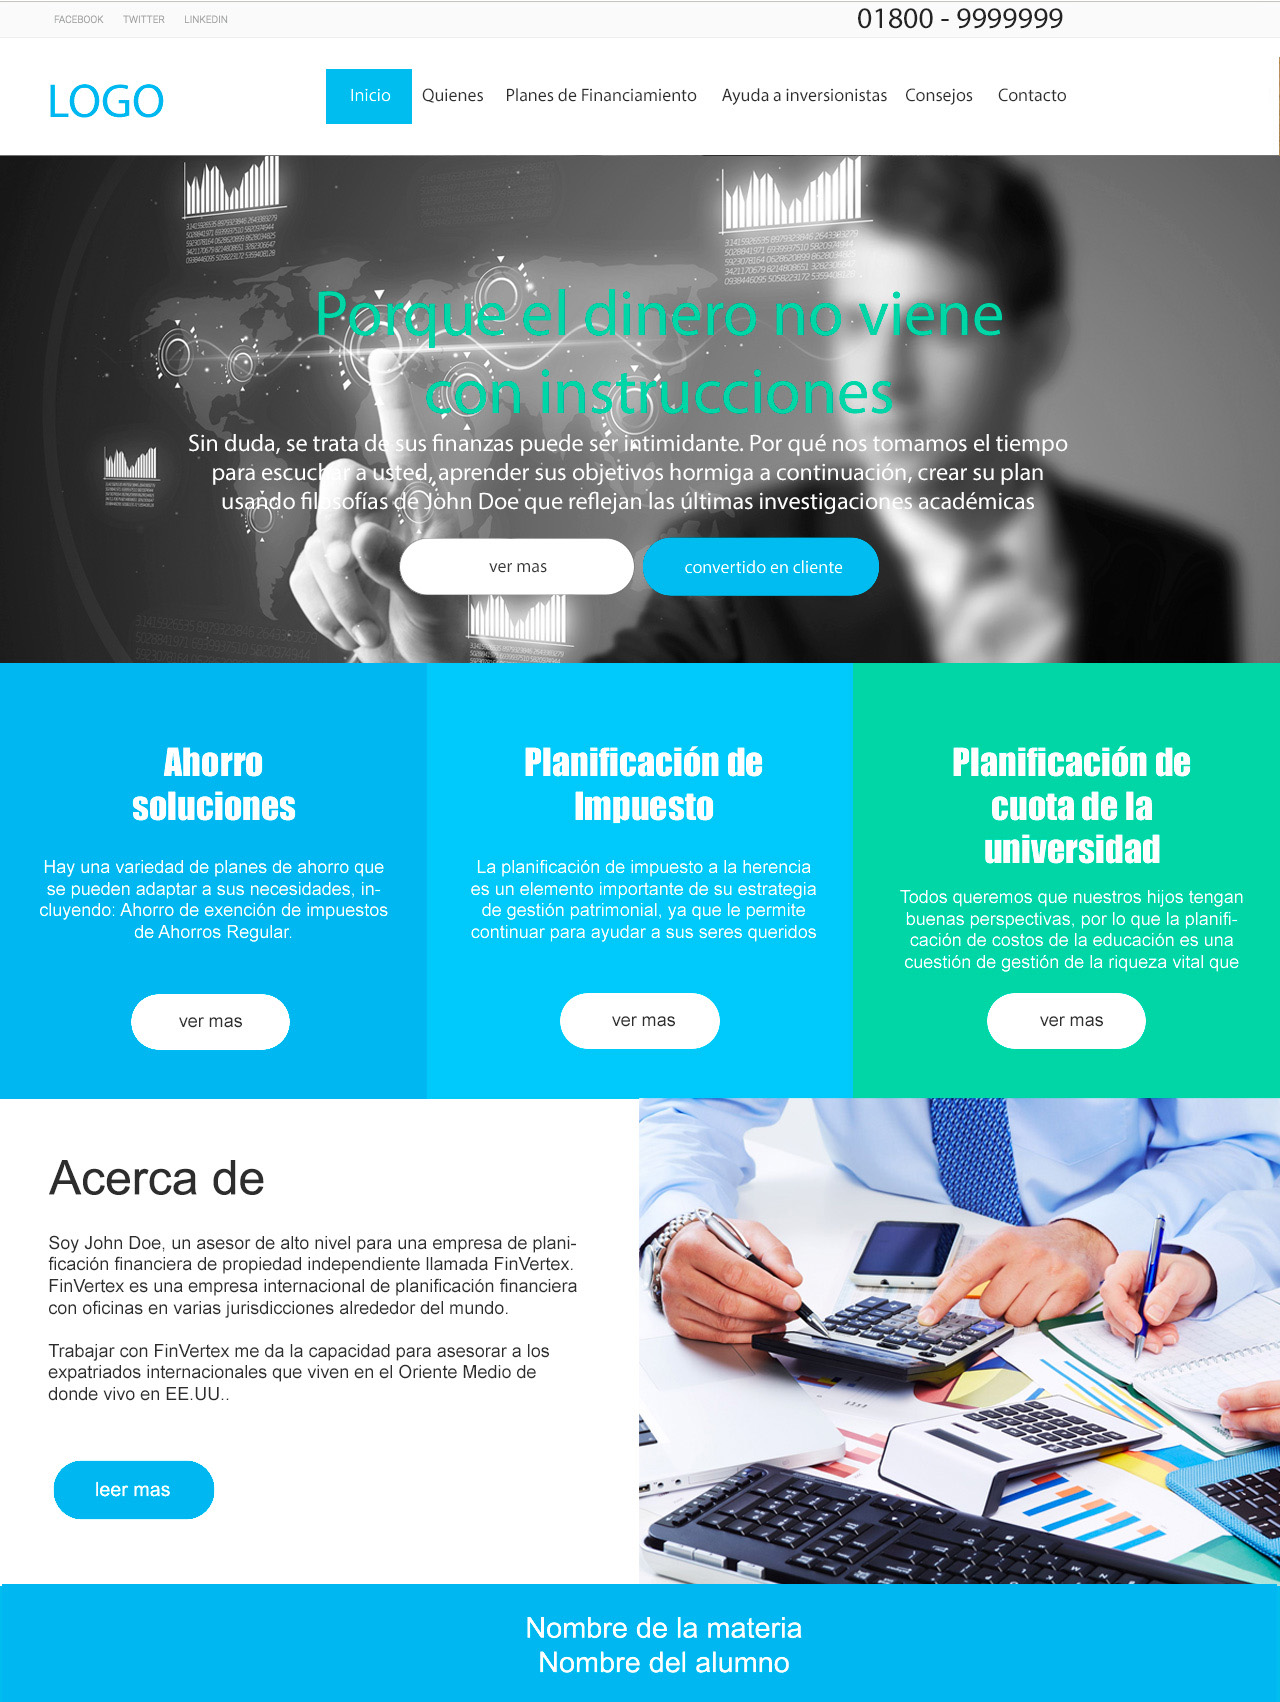 FACEBOOK TWITTER LINKEDIN 01800 - 9999999
LOGO
Inicio Quienes Planes de Financiamiento Ayuda a inversionistas Consejos Contacto
Porque el dinero no viene
con instrucciones
Sin duda, se trata de sus finanzas puede ser intimidante. Por qué nos tomamos el tiempo
para escuchar a usted, aprender sus objetivos hormiga a continuación, crear su plan
usando filosofías de John Doe que reflejan las últimas investigaciones académicas
ver mas
convertido en cliente
Ahorro
soluciones
Hay una variedad de planes de ahorro que
se pueden adaptar a sus necesidades, in-
cluyendo: Ahorro de exención de impuestos
de Ahorros Regular.
ver mas
Planificación de
Impuesto
La planificación de impuesto a la herencia
es un elemento importante de su estrategia
de gestión patrimonial, ya que le permite
continuar para ayudar a sus seres queridos
ver mas
Planificación de
cuota de la
universidad
Todos queremos que nuestros hijos tengan
buenas perspectivas, por lo que la planifi-
cación de costos de la educación es una
cuestión de gestión de la riqueza vital que
ver mas
Acerca de
Soy John Doe, un asesor de alto nivel para una empresa de plani-
ficación financiera de propiedad independiente llamada FinVertex.
FinVertex es una empresa internacional de planificación financiera
con oficinas en varias jurisdicciones alrededor del mundo.
Trabajar con FinVertex me da la capacidad para asesorar a los
expatriados internacionales que viven en el Oriente Medio de
donde vivo en EE.UU..
leer mas
Nombre de la materia
Nombre del alumno